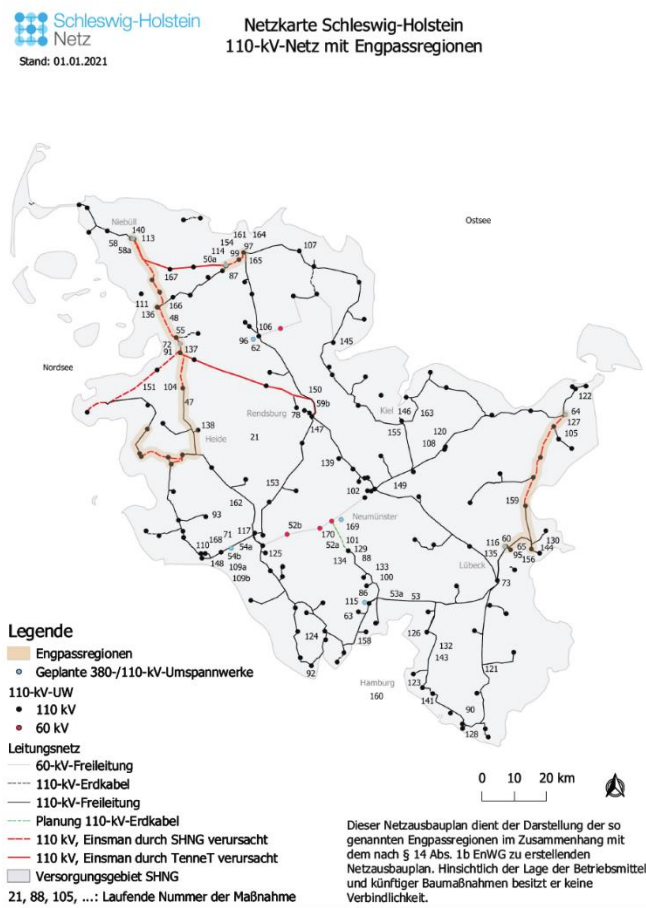 Schleswig-Holstein
Netz
Stand: 01.01.2021
Netzkarte Schleswig-Holstein
110-kV-Netz mit Engpassregionen
Ostsee
Niebüll
140
113
58
58a
161 164
154
114
99
97
165
50a
87
167
107
111
136
166
48
55
72
91
137
106
96
62
145
Nordsee
151
104
47
150
59b
Rendsburg
78
147
Kiel
146
163
155
120
108
122
64
127
105
138
Heide
21
139
102
149
153
162
159
93
Neumünster
169
170
52b
52a
101
129
134
88
117
71
168
54a
54b
110
148
109a
109b
125
133
100
116
60
135
65
95
156
130
144
Lübeck
73
86
115
63
53a
53
124
158
126
132
143
92
Hamburg
160
123
141
121
90
128
Legende
Engpassregionen
Geplante 380-/110-kV-Umspannwerke
110-kV-UW
110 kV
60 kV
Leitungsnetz
60-kV-Freileitung
110-kV-Erdkabel
110-kV-Freileitung
Planung 110-kV-Erdkabel
110 kV, Einsman durch SHNG verursacht
110 kV, Einsman durch TenneT verursacht
Versorgungsgebiet SHNG
21, 88, 105, ...: Laufende Nummer der Maßnahme
0 10 20 km
Dieser Netzausbauplan dient der Darstellung der so
genannten Engpassregionen im Zusammenhang mit
dem nach § 14 Abs. 1b EnWG zu erstellenden
Netzausbauplan. Hinsichtlich der Lage der Betriebsmittel
und künftiger Baumaßnahmen besitzt er keine
Verbindlichkeit.